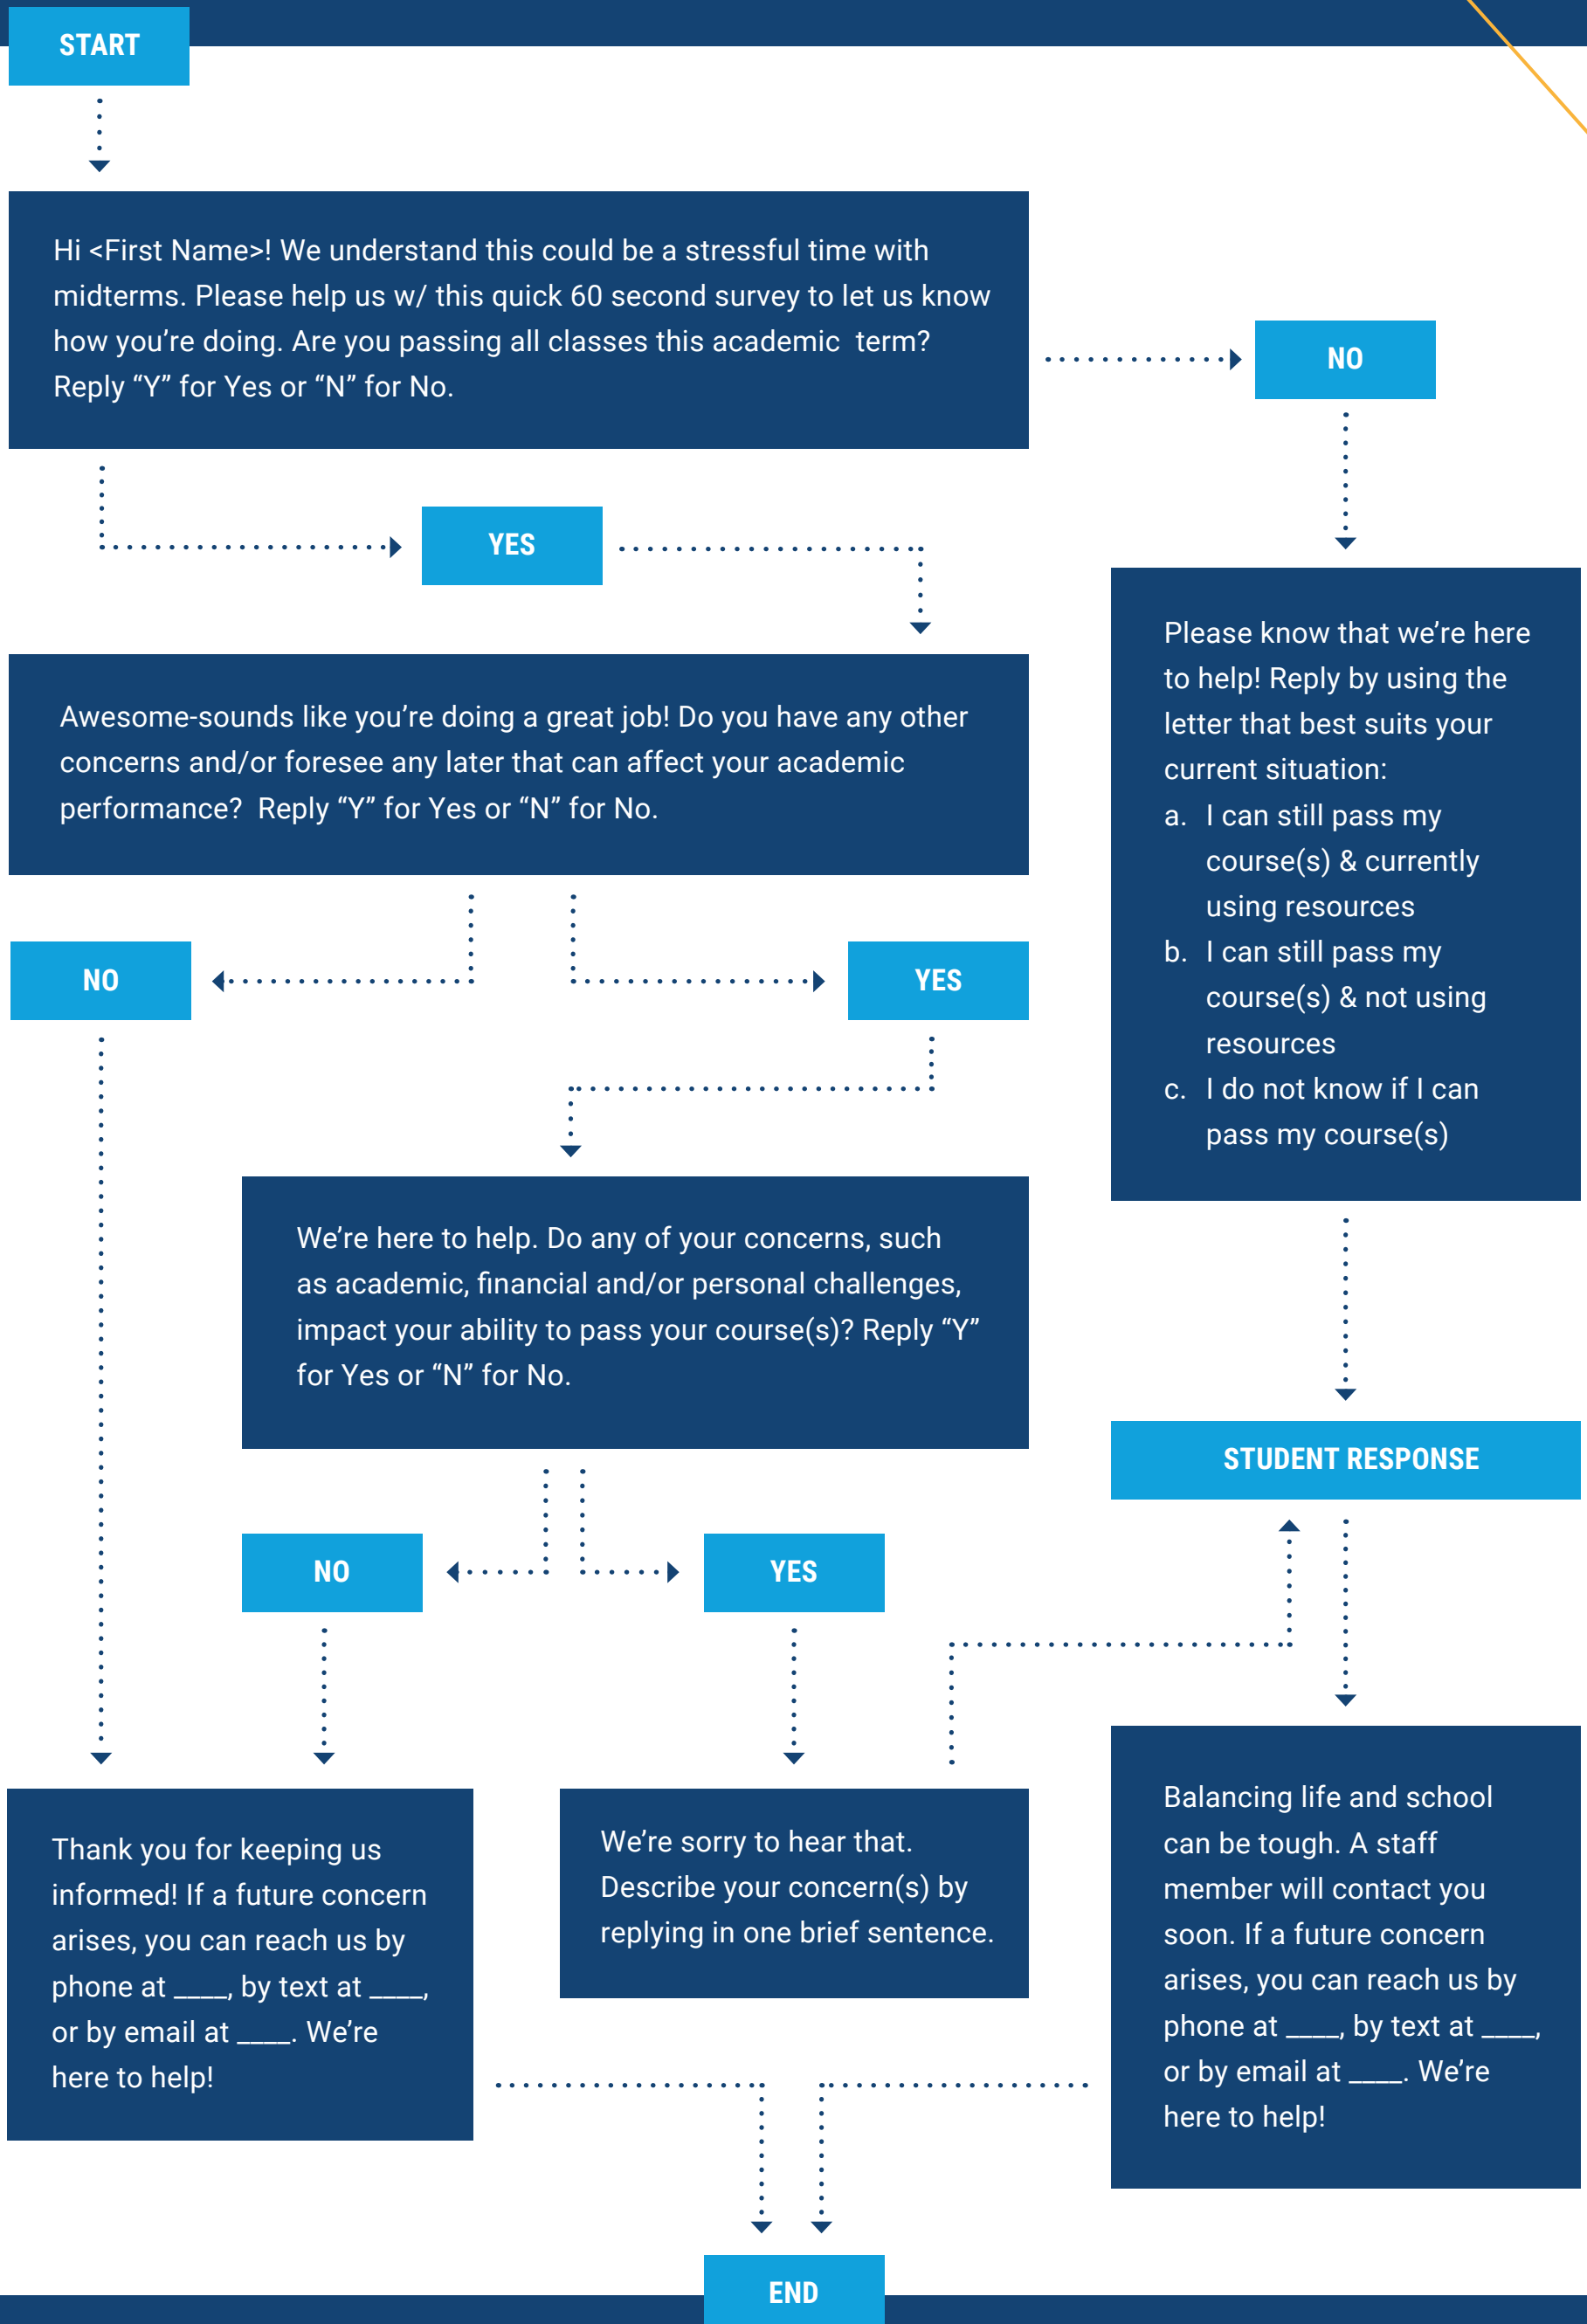 START
Hi <First Name>! We understand this could be a stressful time with
midterms. Please help us w/ this quick 60 second survey to let us know
how you’re doing. Are you passing all classes this academic  term?
Reply “Y” for Yes or “N” for No.
NO
YES
Awesome-sounds like you’re doing a great job! Do you have any other
concerns and/or foresee any later that can affect your academic
performance?  Reply “Y” for Yes or “N” for No.
Please know that we’re here
to help! Reply by using the
letter that best suits your
current situation:
a. I can still pass my
course(s) & currently
using resources
b. I can still pass my
course(s) & not using
resources
c. I do not know if I can
pass my course(s)
NO
YES
We’re here to help. Do any of your concerns, such
as academic, financial and/or personal challenges,
impact your ability to pass your course(s)? Reply “Y”
for Yes or “N” for No.
STUDENT RESPONSE
NO
YES
Thank you for keeping us
informed! If a future concern
arises, you can reach us by
phone at ____, by text at ____,
or by email at ____. We’re
here to help!
We’re sorry to hear that.
Describe your concern(s) by
replying in one brief sentence.
Balancing life and school
can be tough. A staff
member will contact you
soon. If a future concern
arises, you can reach us by
phone at ____, by text at ____,
or by email at ____. We’re
here to help!
END